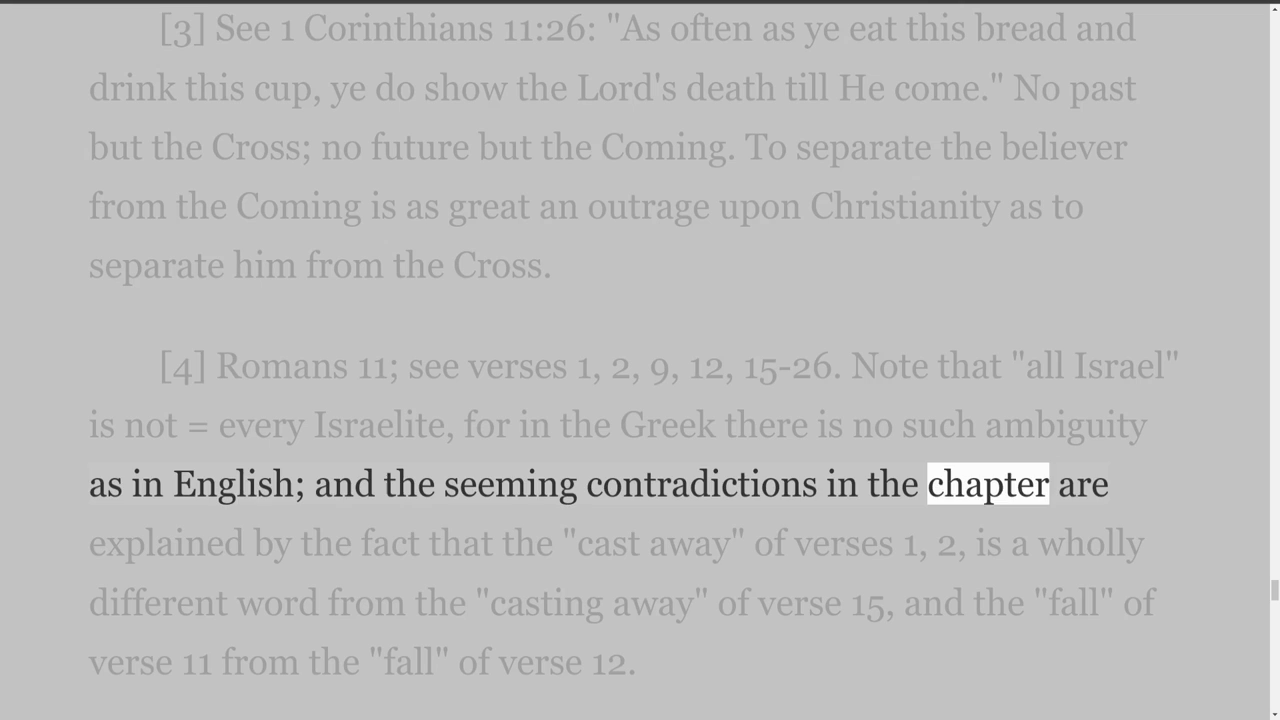 [3] See 1 Corinthians 11:26: "As often as ye eat this bread and
drink this cup, ye do show the Lord's death till He come." No past
but the Cross; no future but the Coming. To separate the believer
from the Coming is as great an outrage upon Christianity as to
separate him from the Cross.
[4] Romans 11; see verses 1, 2, 9, 12, 15-26. Note that "all Israel"
is not = every Israelite, for in the Greek there is no such ambiguity
as in English; and the seeming contradictions in the chapter are
explained by the fact that the "cast away" of verses 1, 2, is a wholly
different word from the "casting away" of verse 15, and the "fall" of
verse 11 from the "fall" of verse 12.